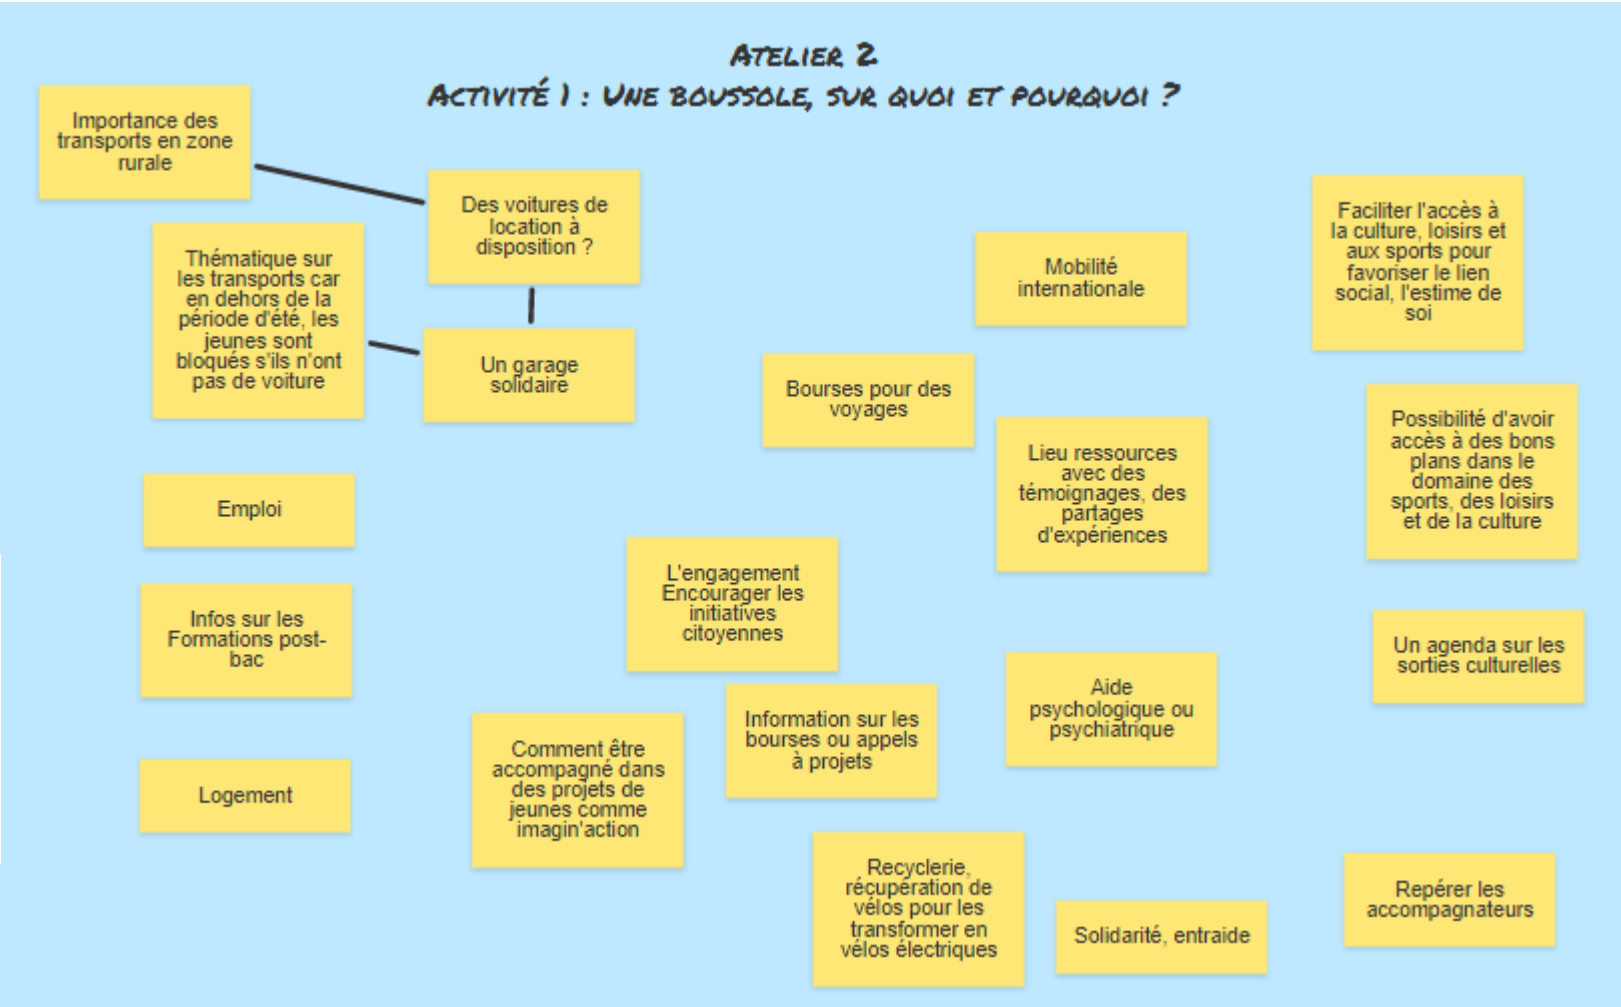 ATELIER 2
ACTIVITÉ 1 : UNE BOUSSOLE, SUR QUOI ET POURQUOI ?
Importance des
transports en zone
rurale
Des voitures de
location à
disposition ?
Thématique sur
les transports car
en dehors de la
période d'été, les
jeunes sont
bloqués s'ils n'ont
pas de voiture
Un garage
solidaire
Emploi
Infos sur les
Formations post-
bac
Logement
Mobilité
internationale
Bourses pour des
voyages
Lieu ressources
avec des
témoignages, des
partages
d'expériences
L'engagement
Encourager les
initiatives
citoyennes
Information sur les
bourses ou appels
à projets
Comment être
accompagné dans
des projets de
jeunes comme
imagin'action
Aide
psychologique ou
psychiatrique
Recyclerie,
récupération de
vélos pour les
transformer en
vélos électriques
Solidarité, entraide
Faciliter l'accès à
la culture, loisirs et
aux sports pour
favoriser le lien
social, l'estime de
soi
Possibilité d'avoir
accès à des bons
plans dans le
domaine des
sports, des loisirs
et de la culture
Un agenda sur les
sorties culturelles
Repérer les
accompagnateurs